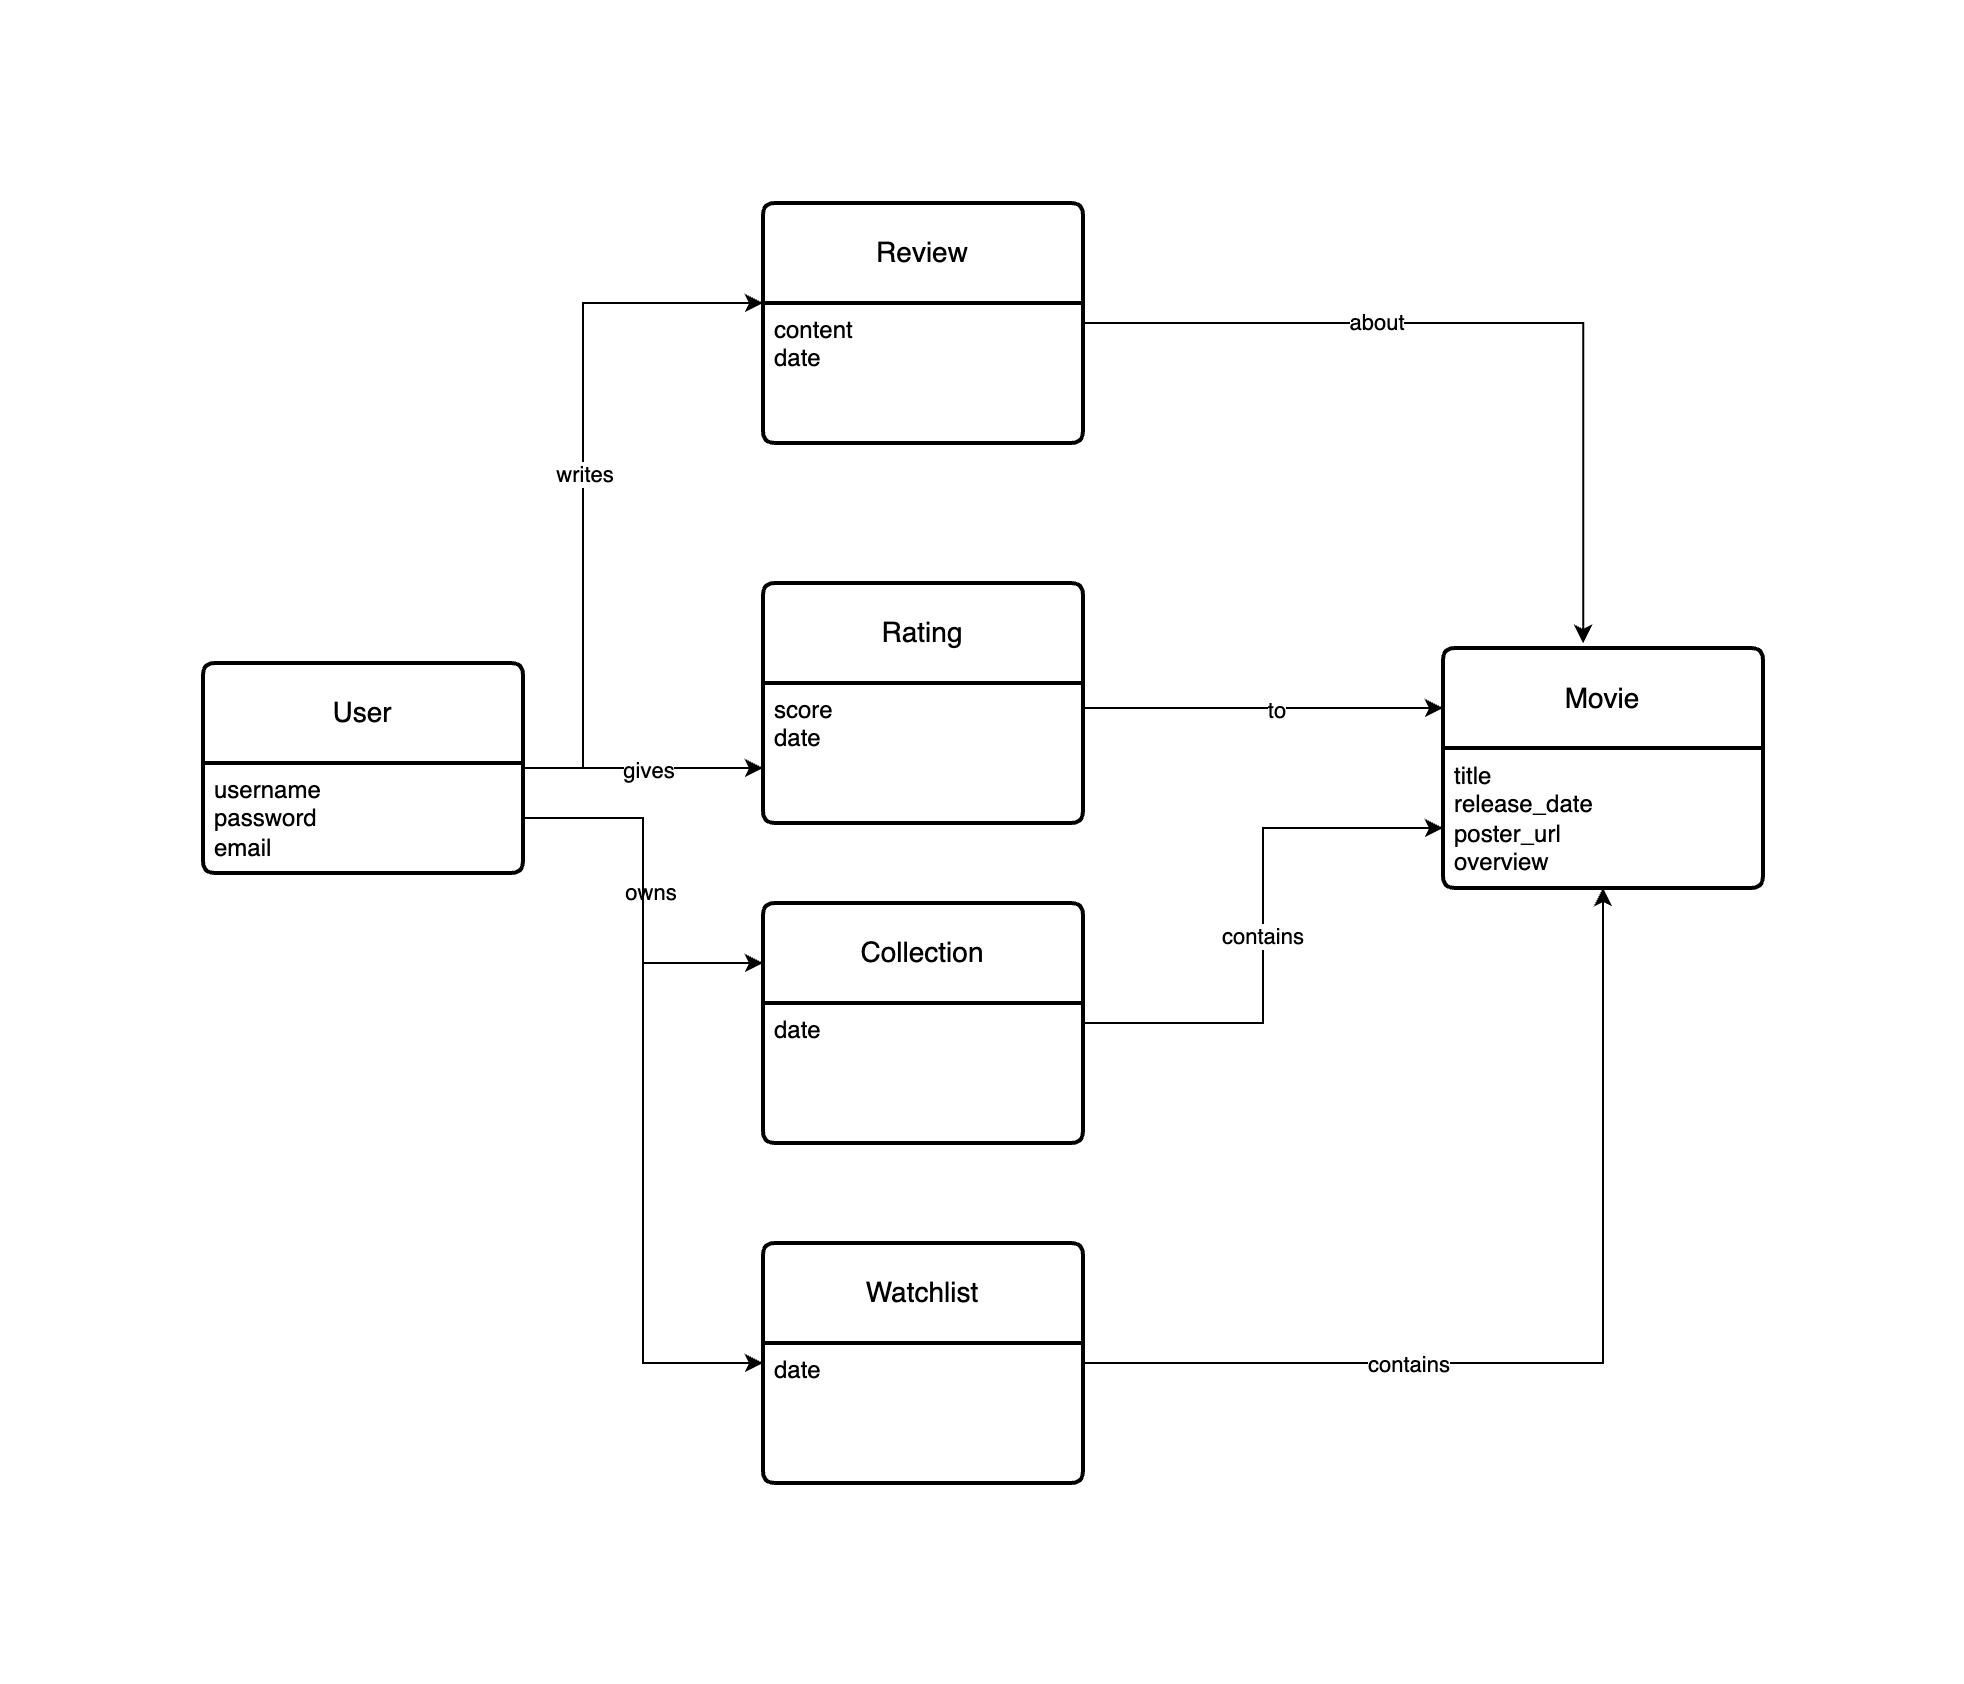 Review
content
date
about
writes
Rating
score
date
to
User
username
password
email
gives
owns
Movie
title
release_date
poster_url
overview
Collection
date
contains
Watchlist
date
contains